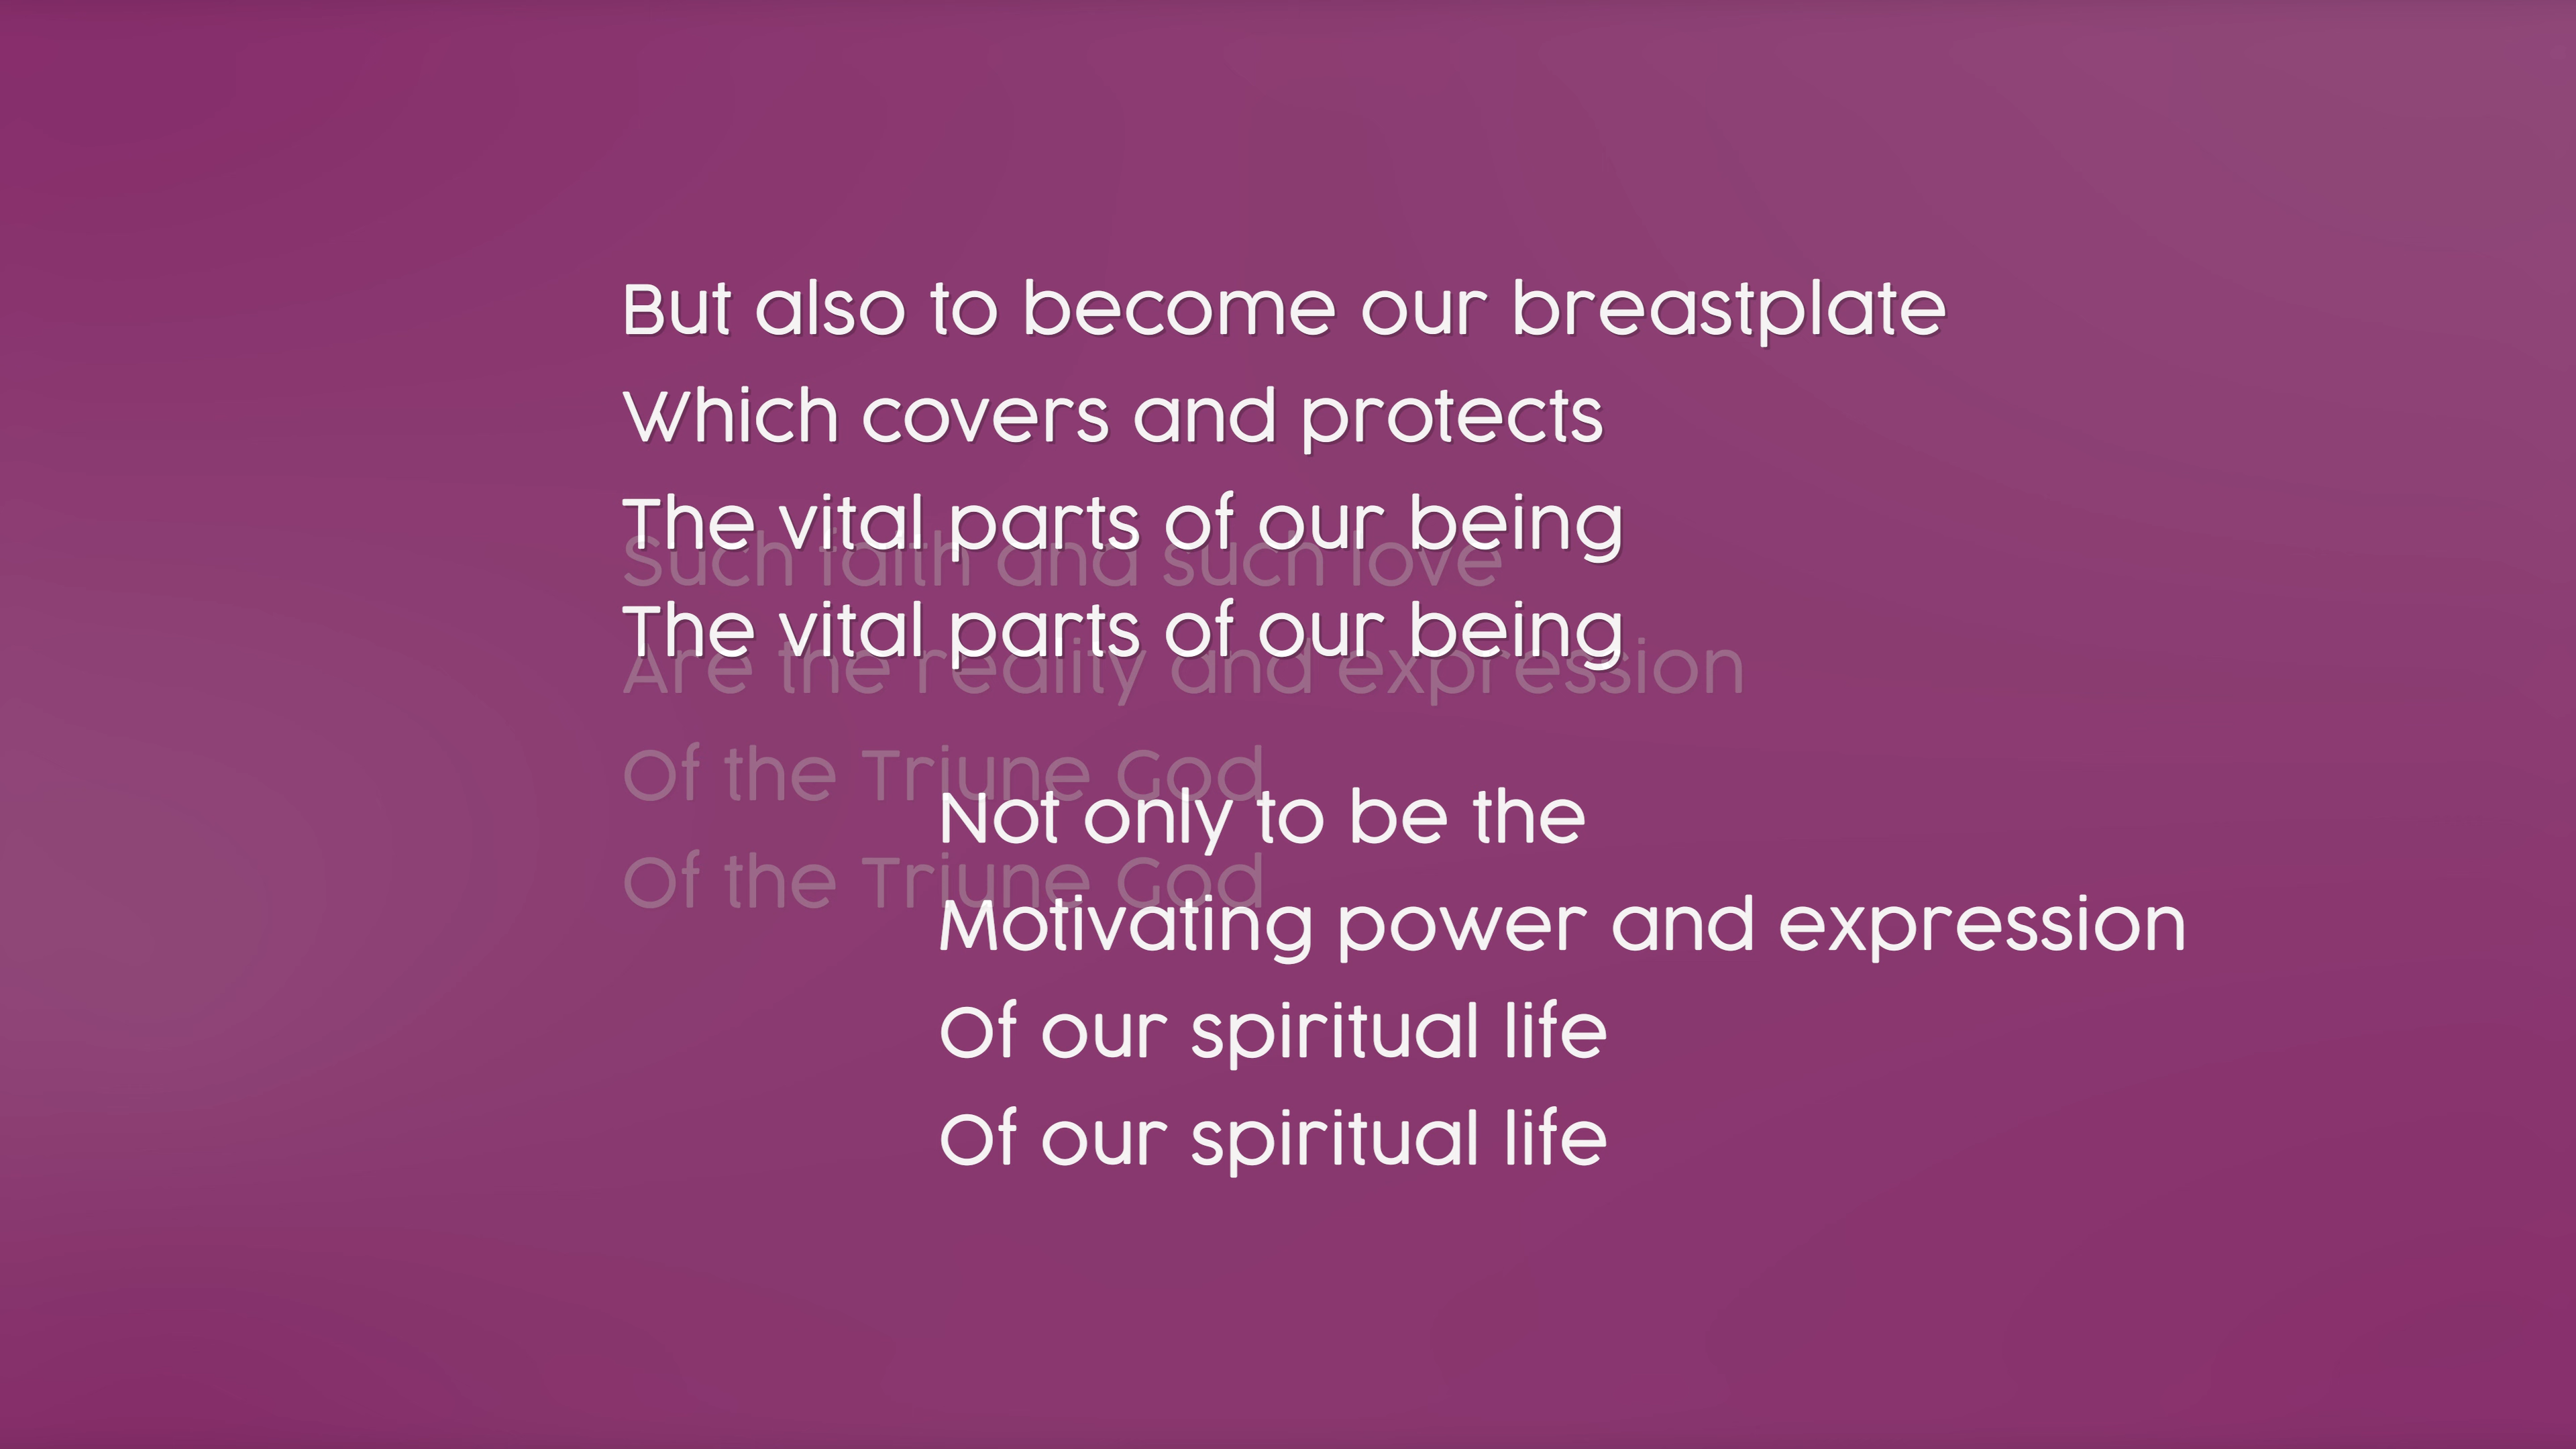 But also to become our breastplate
Which covers and protects
The vital parts of our being
Such faith and such love
The vital parts of our being
Are the reality and expression
Of the Triune God
Not only to be the
Of the Triune God
Motivating power and expression
Of our spiritual life
Of our spiritual life